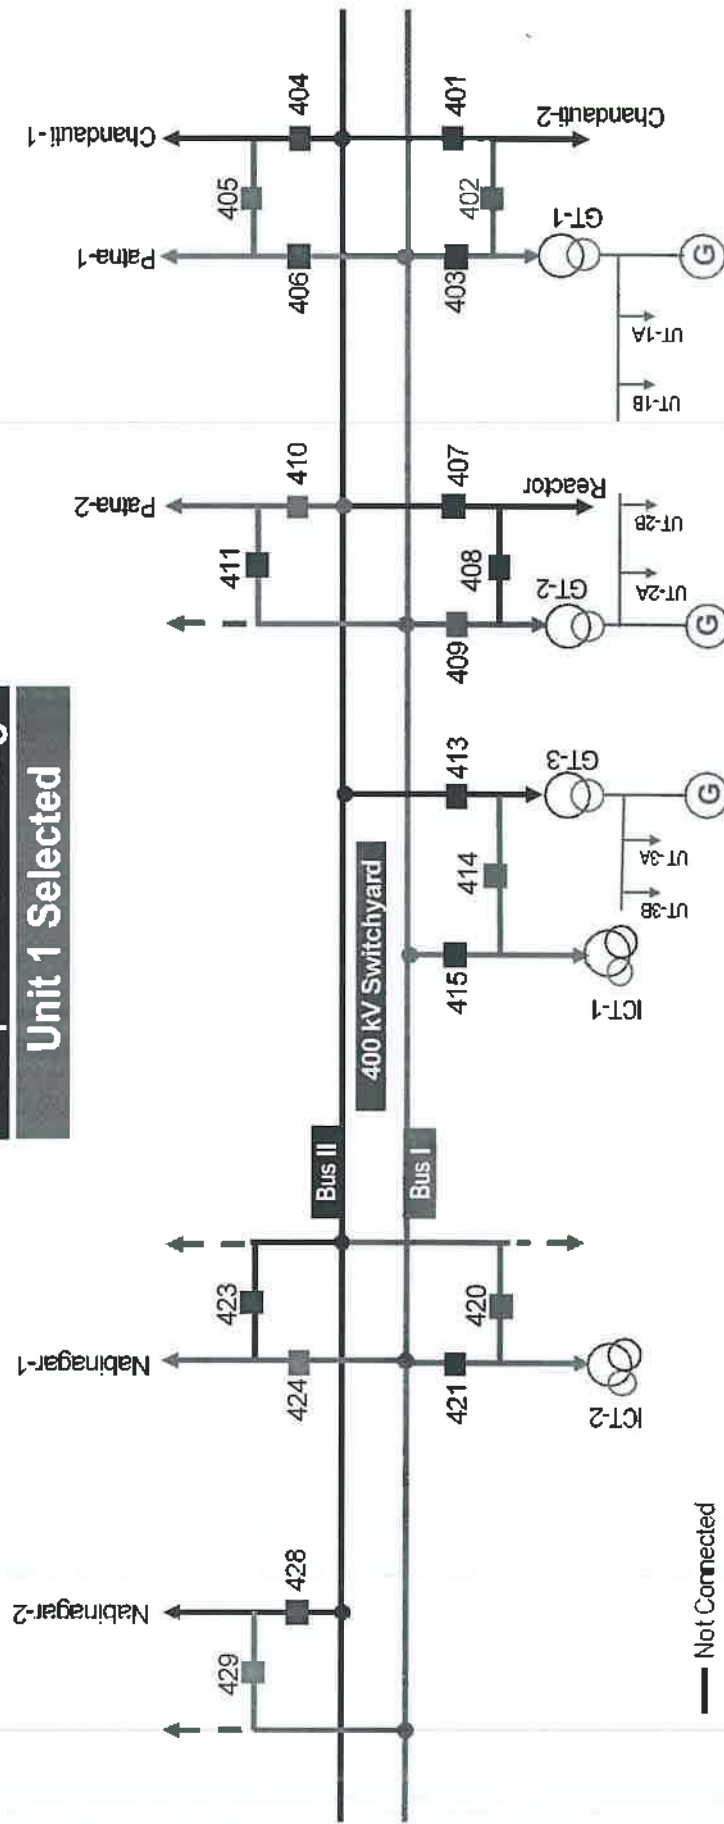 Unit 1 Selected
Chandauti-1
404
405
Patna-1
406
401
402
Chandauti-2
403
GT-1
UT-1A
UT-1B
G
Patna-2
410
411
407
408
Reactor
409
GT-2
UT-2B
UT-2A
G
413
414
GT-3
UT-3A
UT-3B
G
415
ICT-1
400 kV Switchyard
Bus II
Bus I
Nabinagar-1
423
424
420
421
ICT-2
Nabinagar-2
428
429
Not Connected